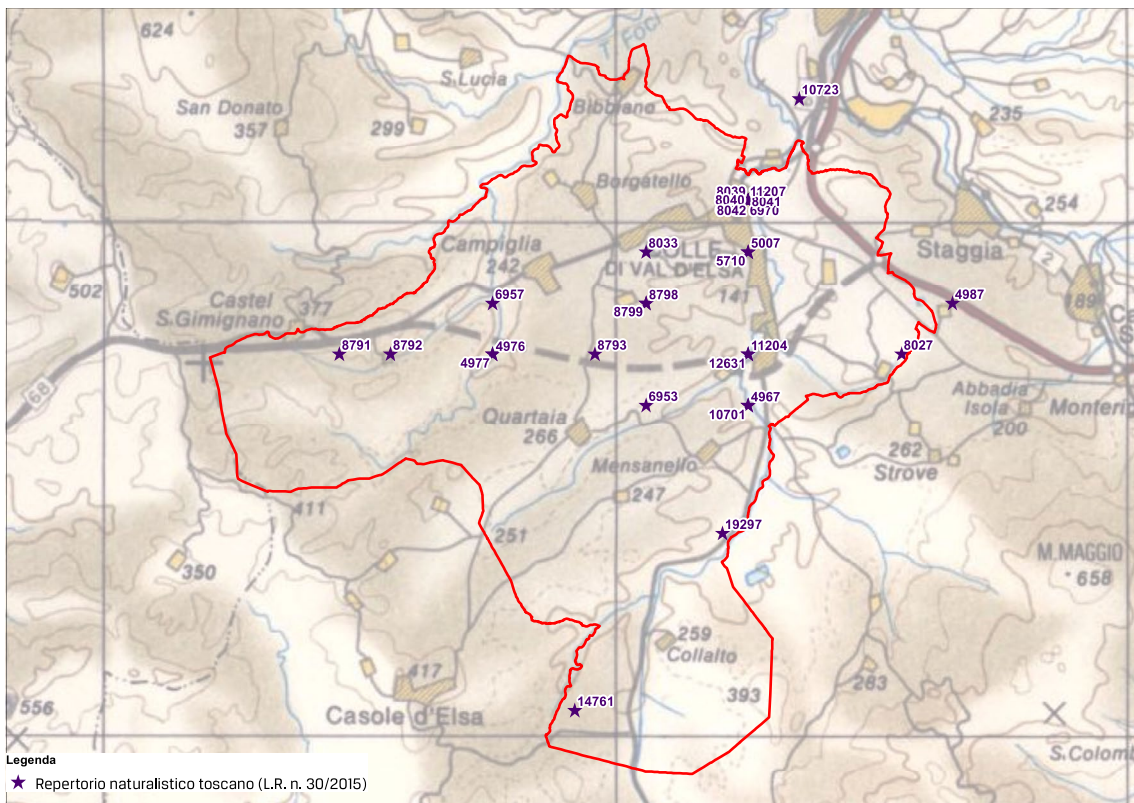 624
T. FOCI
S.Lucia
Bibbiano
10723
San Donato
357
299
235
Borgatello
8039 11207
8040 8041
8042 6970
254
Campiglia
242
8033
COLLE
DI VAL D'ELSA
5007
5710
Staggia
2
502
Castel
S.Gimignano
377
6957
8798
8799
141
4987
189
8791
8792
4976
4977
8793
11204
12631
8027
68
Abbadia
Isola
200
Monterig
6953
4967
10701
Quartaia
266
262
Strove
Mensanello
247
411
19297
251
350
M.MAGGIO
658
259
Collalto
417
393
283
14761
Casole d'Elsa
556
S.Colomb
Legenda
Repertorio naturalistico toscano (L.R. n. 30/2015)